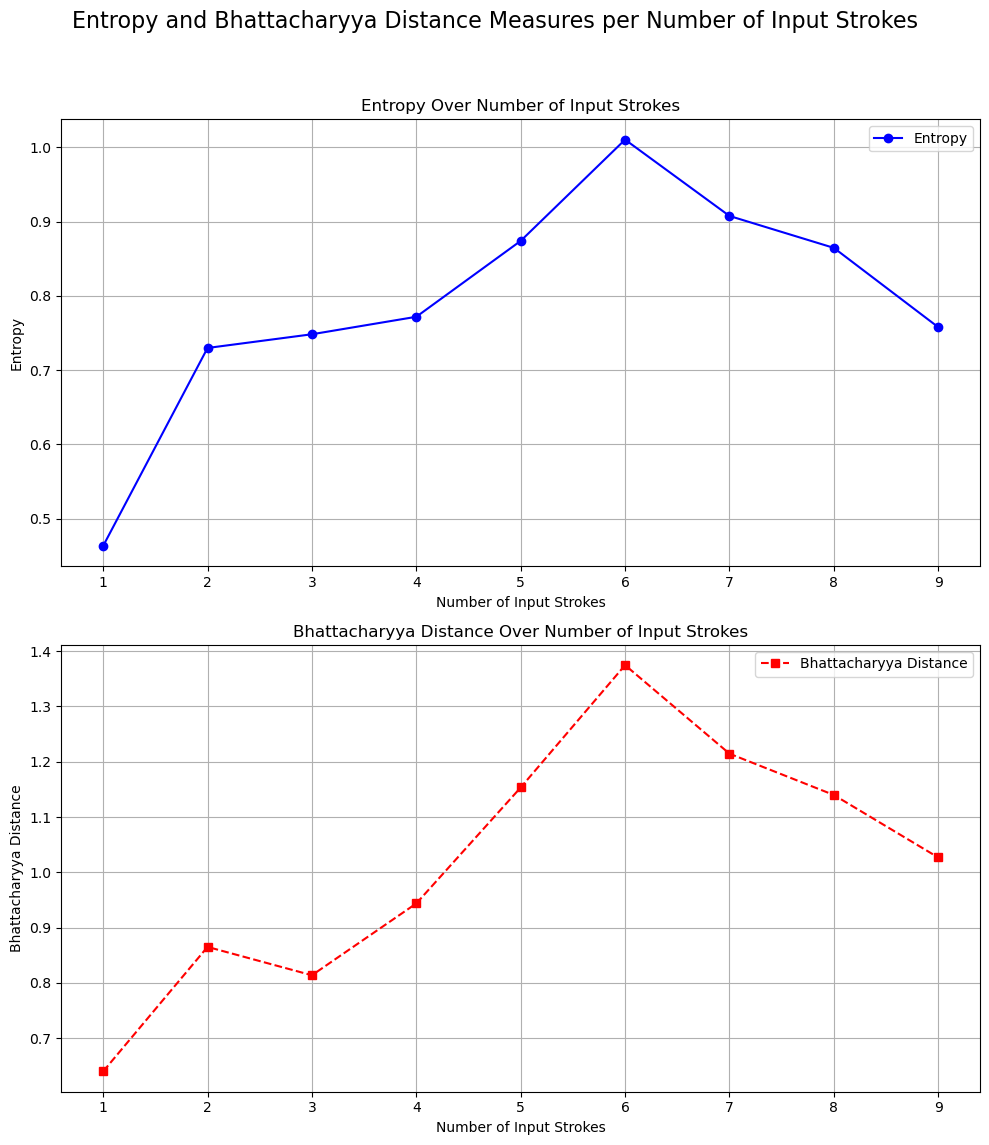 Entropy and Bhattacharyya Distance Measures per Number of Input Strokes
Entropy Over Number of Input Strokes
Entropy
1.0
0.9
0.8
0.7
0.6
0.5
Entropy
1 2 3 4 5 6 7 8 9
Number of Input Strokes
Bhattacharyya Distance Over Number of Input Strokes
Bhattacharyya Distance
1.4
1.3
1.2
1.1
1.0
0.9
0.8
0.7
Bhattacharyya Distance
1 2 3 4 5 6 7 8 9
Number of Input Strokes